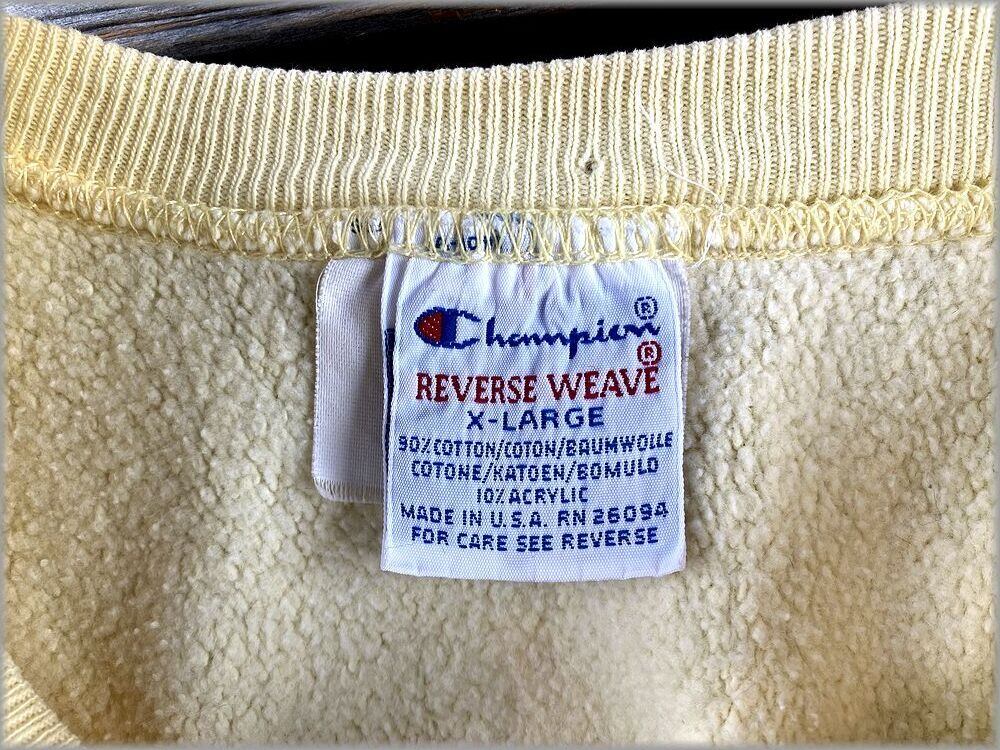 Champion®
REVERSE WEAVE®
X-LARGE
90% COTTON/COTON/BAUMWOLLE
COTONE/KATOEN/BOMULD
10% ACRYLIC
MADE IN U.S.A. RN 26094
FOR CARE SEE REVERSE